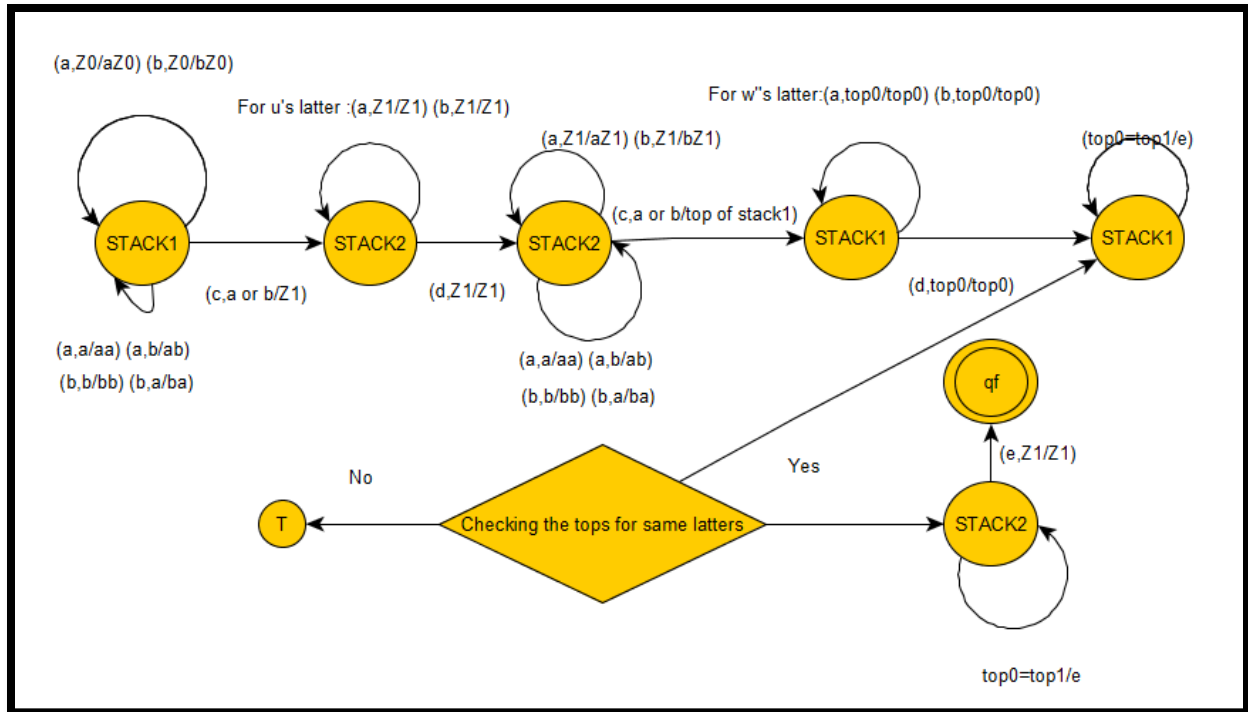 (a,Z0/aZ0) (b,Z0/bZ0)
For u's latter :(a,Z1/Z1) (b,Z1/Z1)
For w"s latter:(a,top0/top0) (b,top0/top0)
(a,Z1/aZ1) (b,Z1/bZ1)
(top0=top1/e)
STACK1
STACK2
STACK2
(c,a or b/top of stack1)
STACK1
STACK1
(c,a or b/Z1)
(d,Z1/Z1)
(d,top0/top0)
(a,a/aa) (a,b/ab)
(b,b/bb) (b,a/ba)
(a,a/aa) (a,b/ab)
(b,b/bb) (b,a/ba)
qf
(e,Z1/Z1)
No
Yes
T
Checking the tops for same latters
STACK2
top0=top1/e